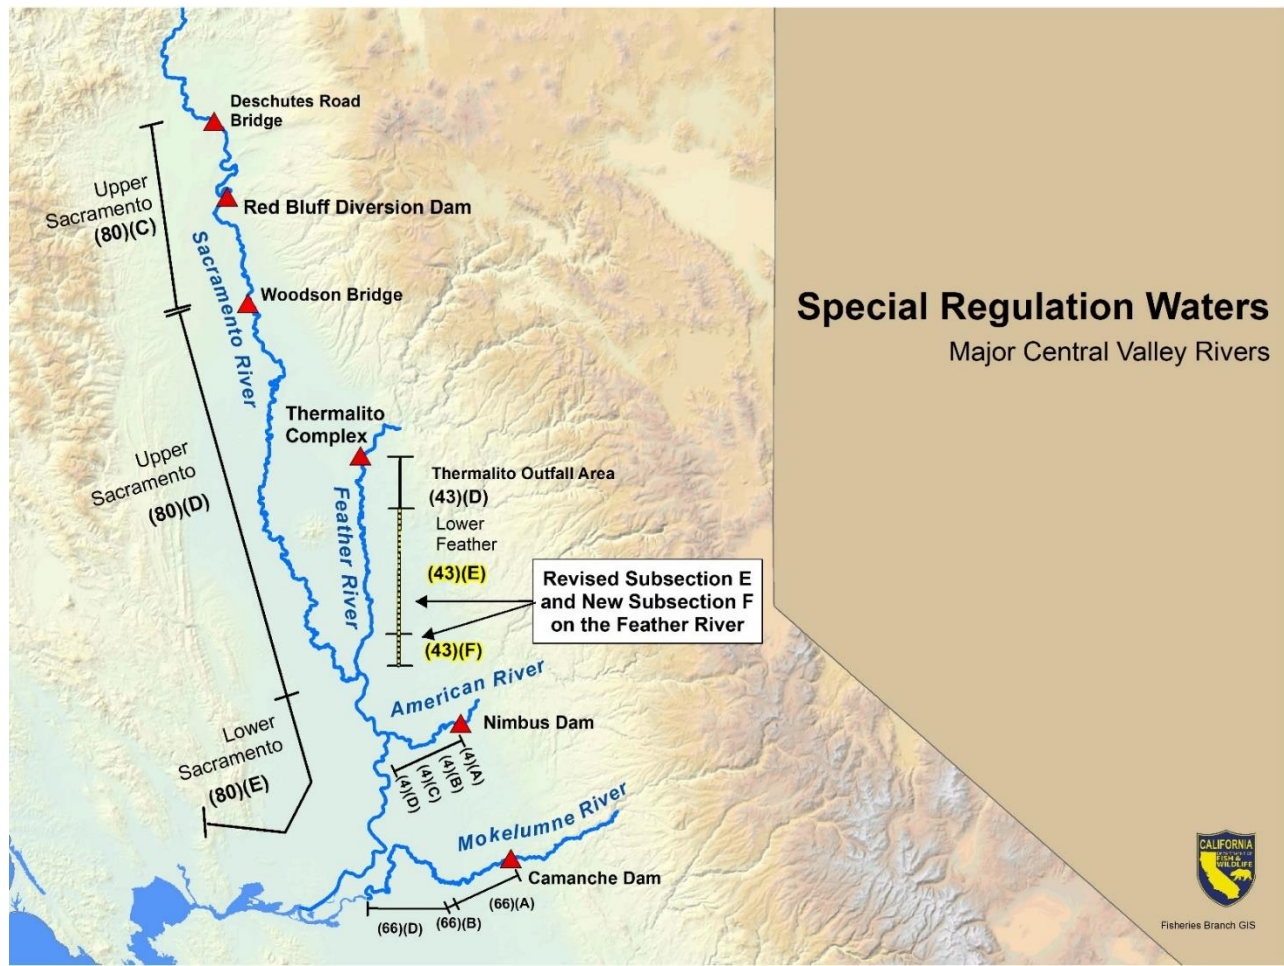 Deschutes Road
Bridge
Upper
Sacramento
(80)(C)
Red Bluff Diversion Dam
Sacramento River
Woodson Bridge
Special Regulation Waters
Major Central Valley Rivers
Thermalito
Complex
Upper
Sacramento
(80)(D)
Feather River
Thermalito Outfall Area
(43)(D)
Lower
Feather
(43)(E)
Revised Subsection E
and New Subsection F
on the Feather River
(43)(F)
American River
Nimbus Dam
Lower
Sacramento
(80)(E)
(4)(A)
(4)(B)
(4)(C)
(4)(D)
Mokelumne River
Camanche Dam
(66)(A)
(66)(B)
(66)(D)
CALIFORNIA
DEPARTMENT OF
FISH &
WILDLIFE
Fisheries Branch GIS